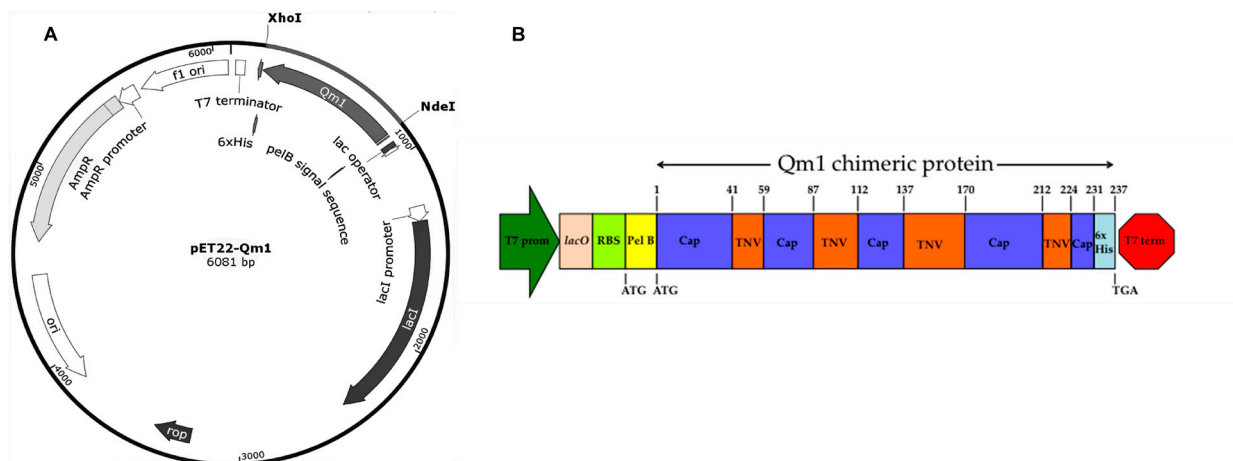 A
XhoI
6000
f1 ori
T7 terminator
Qm1
NdeI
1000
6xHis
pelB signal sequence
lac operator
AmpR promoter
AmpR
5000
pET22-Qm1
6081 bp
lacI promoter
lacI
2000
ori
4000
rop
3000
B
Qm1 chimeric protein
1 41 59 87 112 137 170 212 224 231 237
T7 prom lacO RBS Pel B Cap TNV Cap TNV Cap TNV Cap TNV Cap 6x His T7 term
ATG ATG TGA